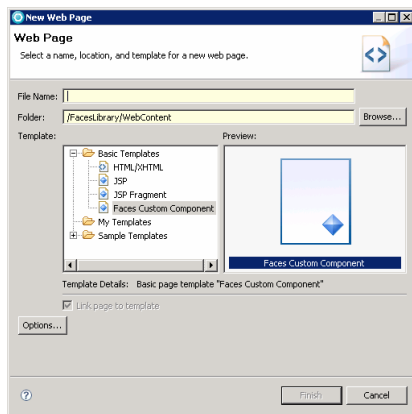 New Web Page
Web Page
Select a name, location, and template for a new web page.
File Name:
Folder: /FacesLibrary/WebContent Browse...
Template: Preview:
Basic Templates
HTML/XHTML
JSP
JSP Fragment
Faces Custom Component
My Templates
Sample Templates
Faces Custom Component
Template Details: Basic page template "Faces Custom Component"
Link page to template
Options...
Finish Cancel